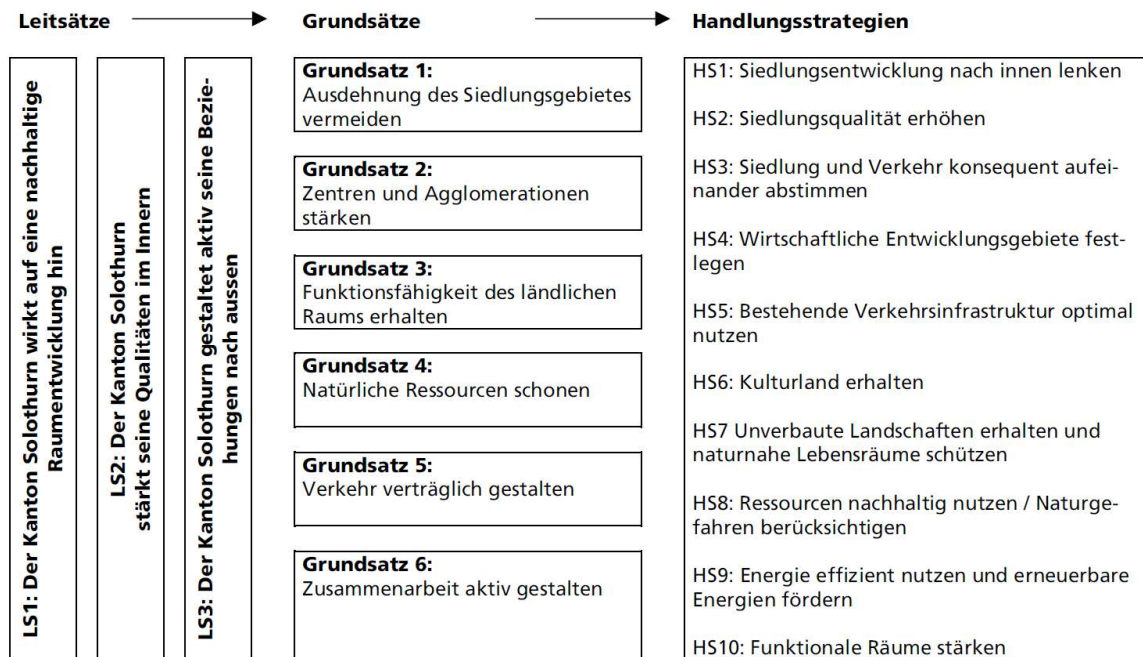 Leitsätze
Grundsätze
Handlungsstrategien
LS1: Der Kanton Solothurn wirkt auf eine nachhaltige
Raumentwicklung hin
LS2: Der Kanton Solothurn
stärkt seine Qualitäten im Innern
LS3: Der Kanton Solothurn gestaltet aktiv seine Bezie-
hungen nach aussen
Grundsatz 1:
Ausdehnung des Siedlungsgebietes
vermeiden
Grundsatz 2:
Zentren und Agglomerationen
stärken
Grundsatz 3:
Funktionsfähigkeit des ländlichen
Raums erhalten
Grundsatz 4:
Natürliche Ressourcen schonen
Grundsatz 5:
Verkehr verträglich gestalten
Grundsatz 6:
Zusammenarbeit aktiv gestalten
HS1: Siedlungsentwicklung nach innen lenken
HS2: Siedlungsqualität erhöhen
HS3: Siedlung und Verkehr konsequent aufei-
nander abstimmen
HS4: Wirtschaftliche Entwicklungsgebiete fest-
legen
HS5: Bestehende Verkehrsinfrastruktur optimal
nutzen
HS6: Kulturland erhalten
HS7 Unverbaute Landschaften erhalten und
naturnahe Lebensräume schützen
HS8: Ressourcen nachhaltig nutzen / Naturge-
fahren berücksichtigen
HS9: Energie effizient nutzen und erneuerbare
Energien fördern
HS10: Funktionale Räume stärken